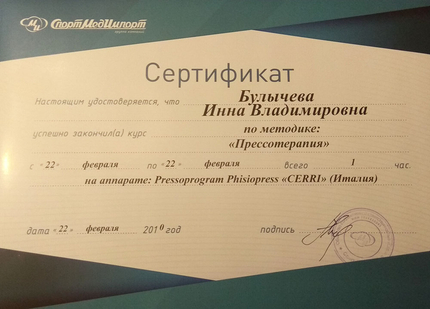 СпортМедИмпорт
Сертификат
Настоящим удостоверяется, что Булычева
Инна Владимировна
успешно закончил(а) курс по методике:
«Прессотерапия»
с «22» февраля по «22» февраля всего 1 час.
на аппарате: Pressoprogram Phisiopress «CERRI» (Италия)
дата «22» февраля 2010 год подпись